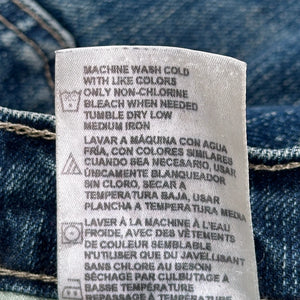 MACHINE WASH COLD
WITH LIKE COLORS
ONLY NON-CHLORINE
BLEACH WHEN NEEDED
TUMBLE DRY LOW
MEDIUM IRON
LAVAR A MÁQUINA CON AGUA
FRÍA, CON COLORES SIMILARES
CUANDO SEA NECESARIO, USAR
ÚNICAMENTE BLANQUEADOR
SIN CLORO, SECAR A
TEMPERATURA BAJA, USAR
PLANCHA A TEMPERATURA MEDIA
LAVER À LA MACHINE À L'EAU
FROIDE, AVEC DES VÊTEMENTS
DE COULEUR SEMBLABLE
N'UTILISER QUE DU JAVELLISANT
SANS CHLORE AU BESOIN
SÉCHAGE PAR CULBUTAGE À
BASSE TEMPÉRATURE
REPASSAGE À TEMPÉRATURE